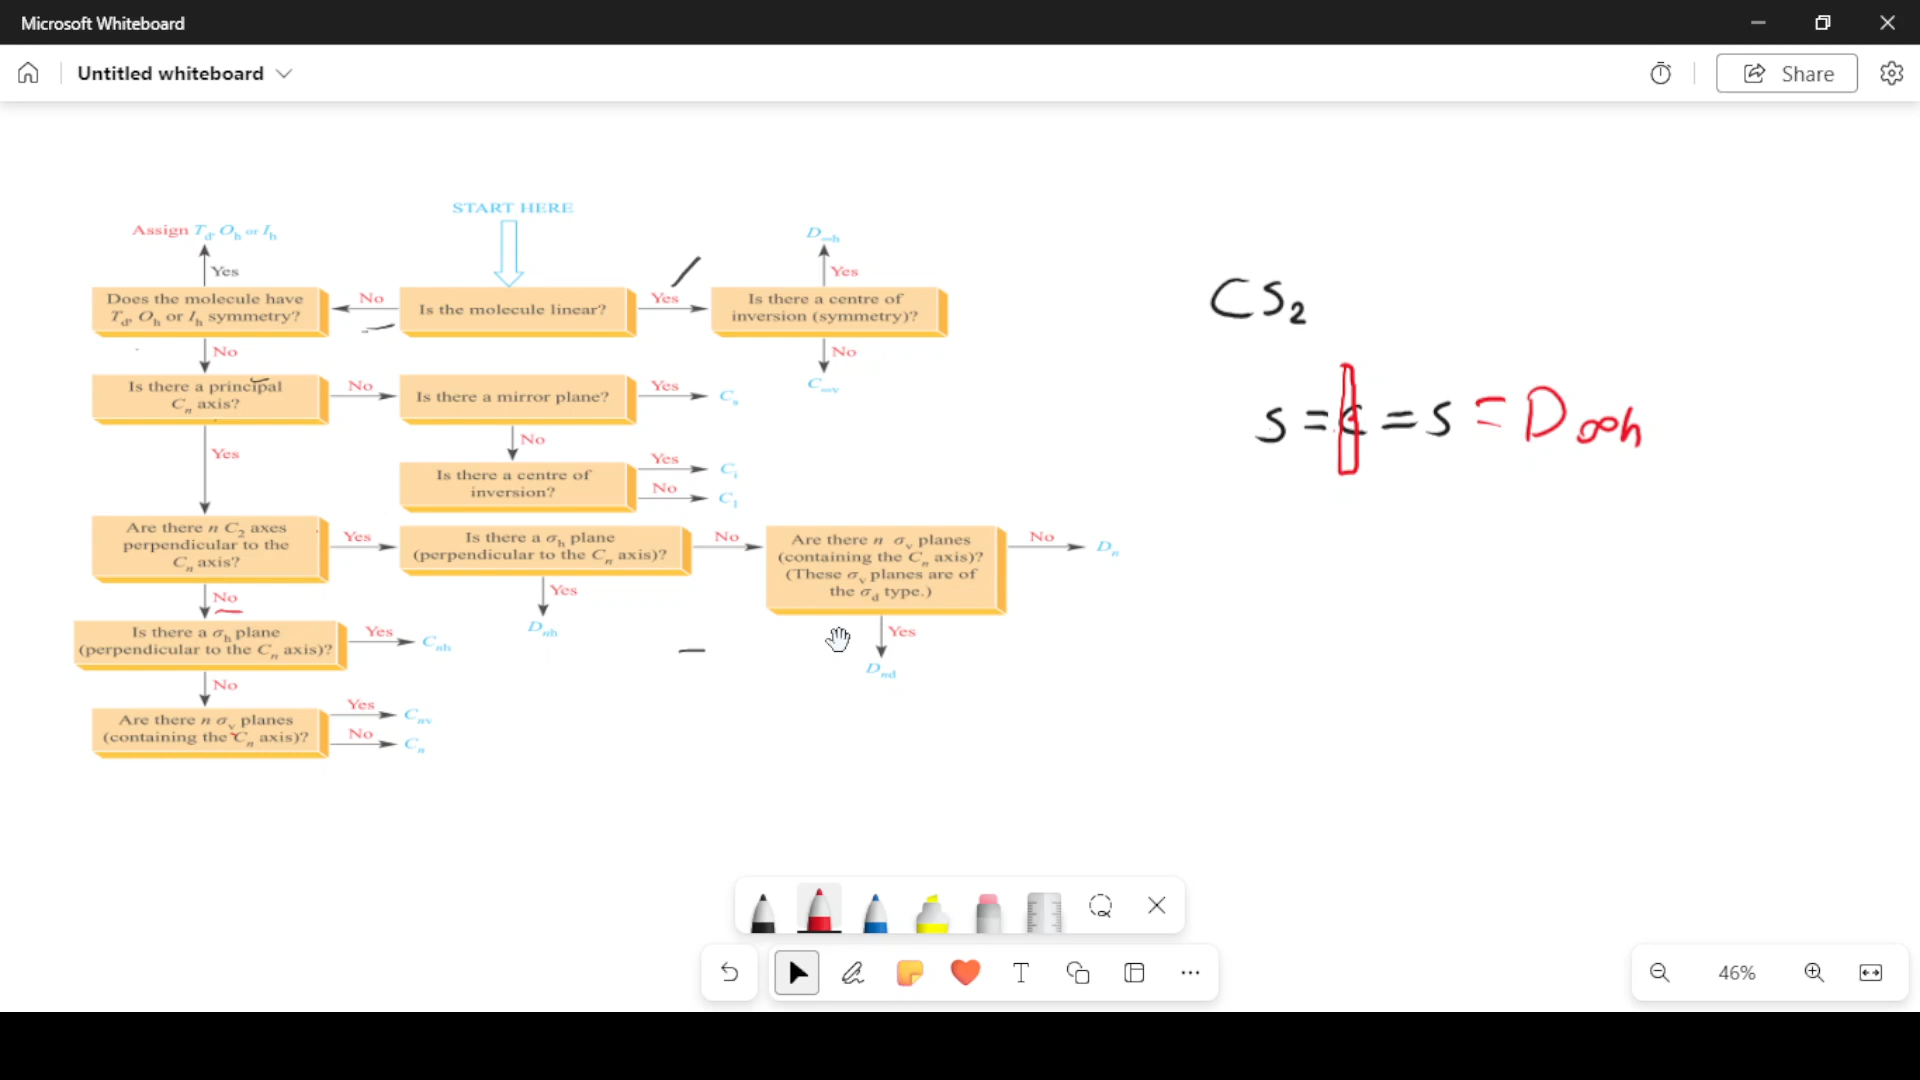 Microsoft Whiteboard
Untitled whiteboard
Share
START HERE
Assign Td, Oh or Ih
D∞h
Yes
Yes
Does the molecule have
Td, Oh or Ih symmetry?
No
Is the molecule linear?
Yes
Is there a centre of
inversion (symmetry)?
No
No
C∞v
Is there a principal
Cn axis?
No
Is there a mirror plane?
Yes
Cs
No
Yes
Is there a centre of
inversion?
Yes
Ci
No
C1
Are there n C2 axes
perpendicular to the
Cn axis?
Yes
Is there a σh plane
(perpendicular to the Cn axis)?
No
Are there n σv planes
(containing the Cn axis)?
(These σv planes are of
the σd type.)
No
Dn
No
Yes
Dnh
Yes
Dnd
Is there a σh plane
(perpendicular to the Cn axis)?
Yes
Cnh
No
Are there n σv planes
(containing the Cn axis)?
Yes
Cnv
No
Cn
CS2
S = C = S = D∞h
46%